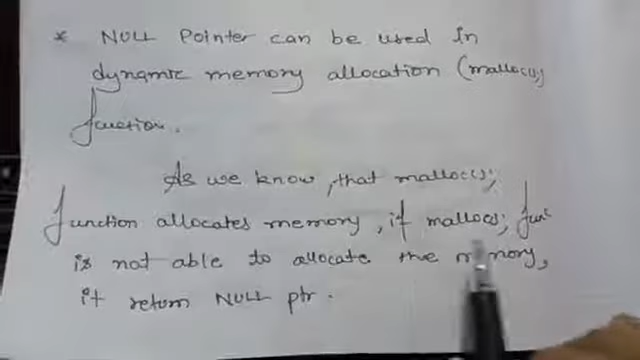 * NULL Pointer can be used In
dynamic memory allocation (malloc();
function.
As we know, that malloc();
function allocates memory, if malloc(); func
is not able to allocate the memory,
it return NULL ptr.